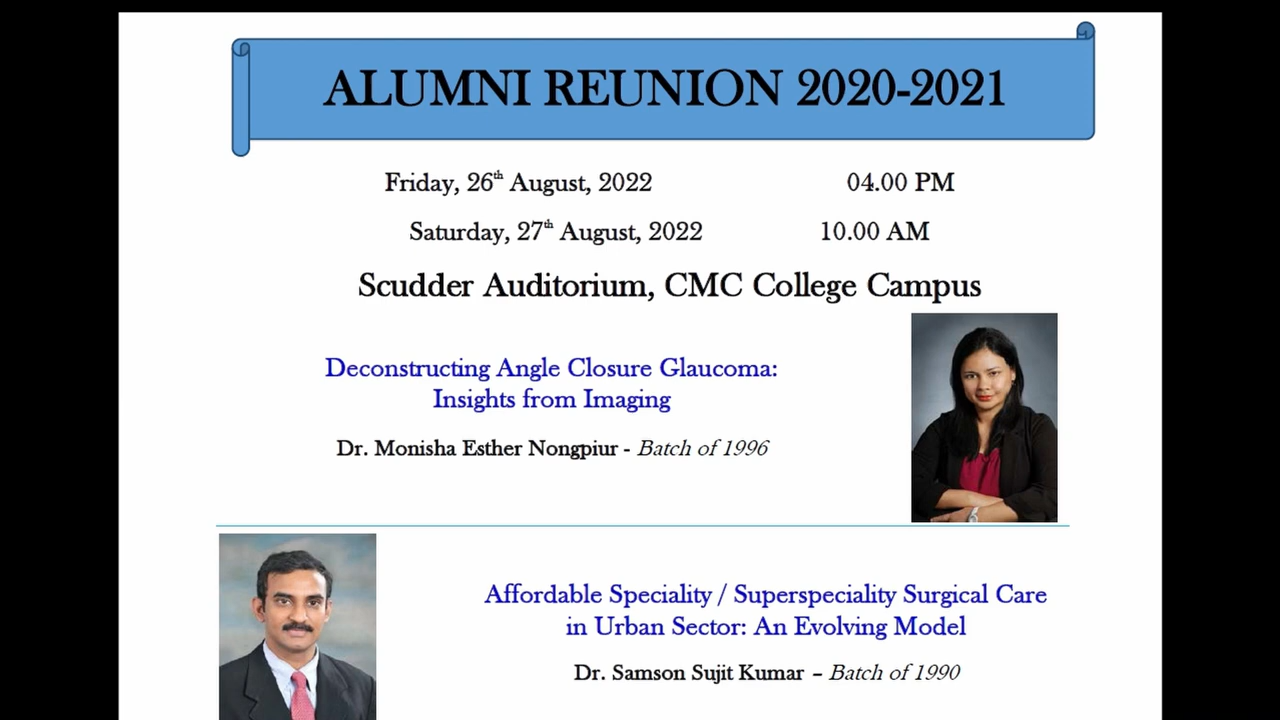 ALUMNI REUNION 2020-2021
Friday, 26th August, 2022 04.00 PM
Saturday, 27th August, 2022 10.00 AM
Scudder Auditorium, CMC College Campus
Deconstructing Angle Closure Glaucoma:
Insights from Imaging
Dr. Monisha Esther Nongpiur - Batch of 1996
Affordable Speciality / Superspeciality Surgical Care
in Urban Sector: An Evolving Model
Dr. Samson Sujit Kumar – Batch of 1990